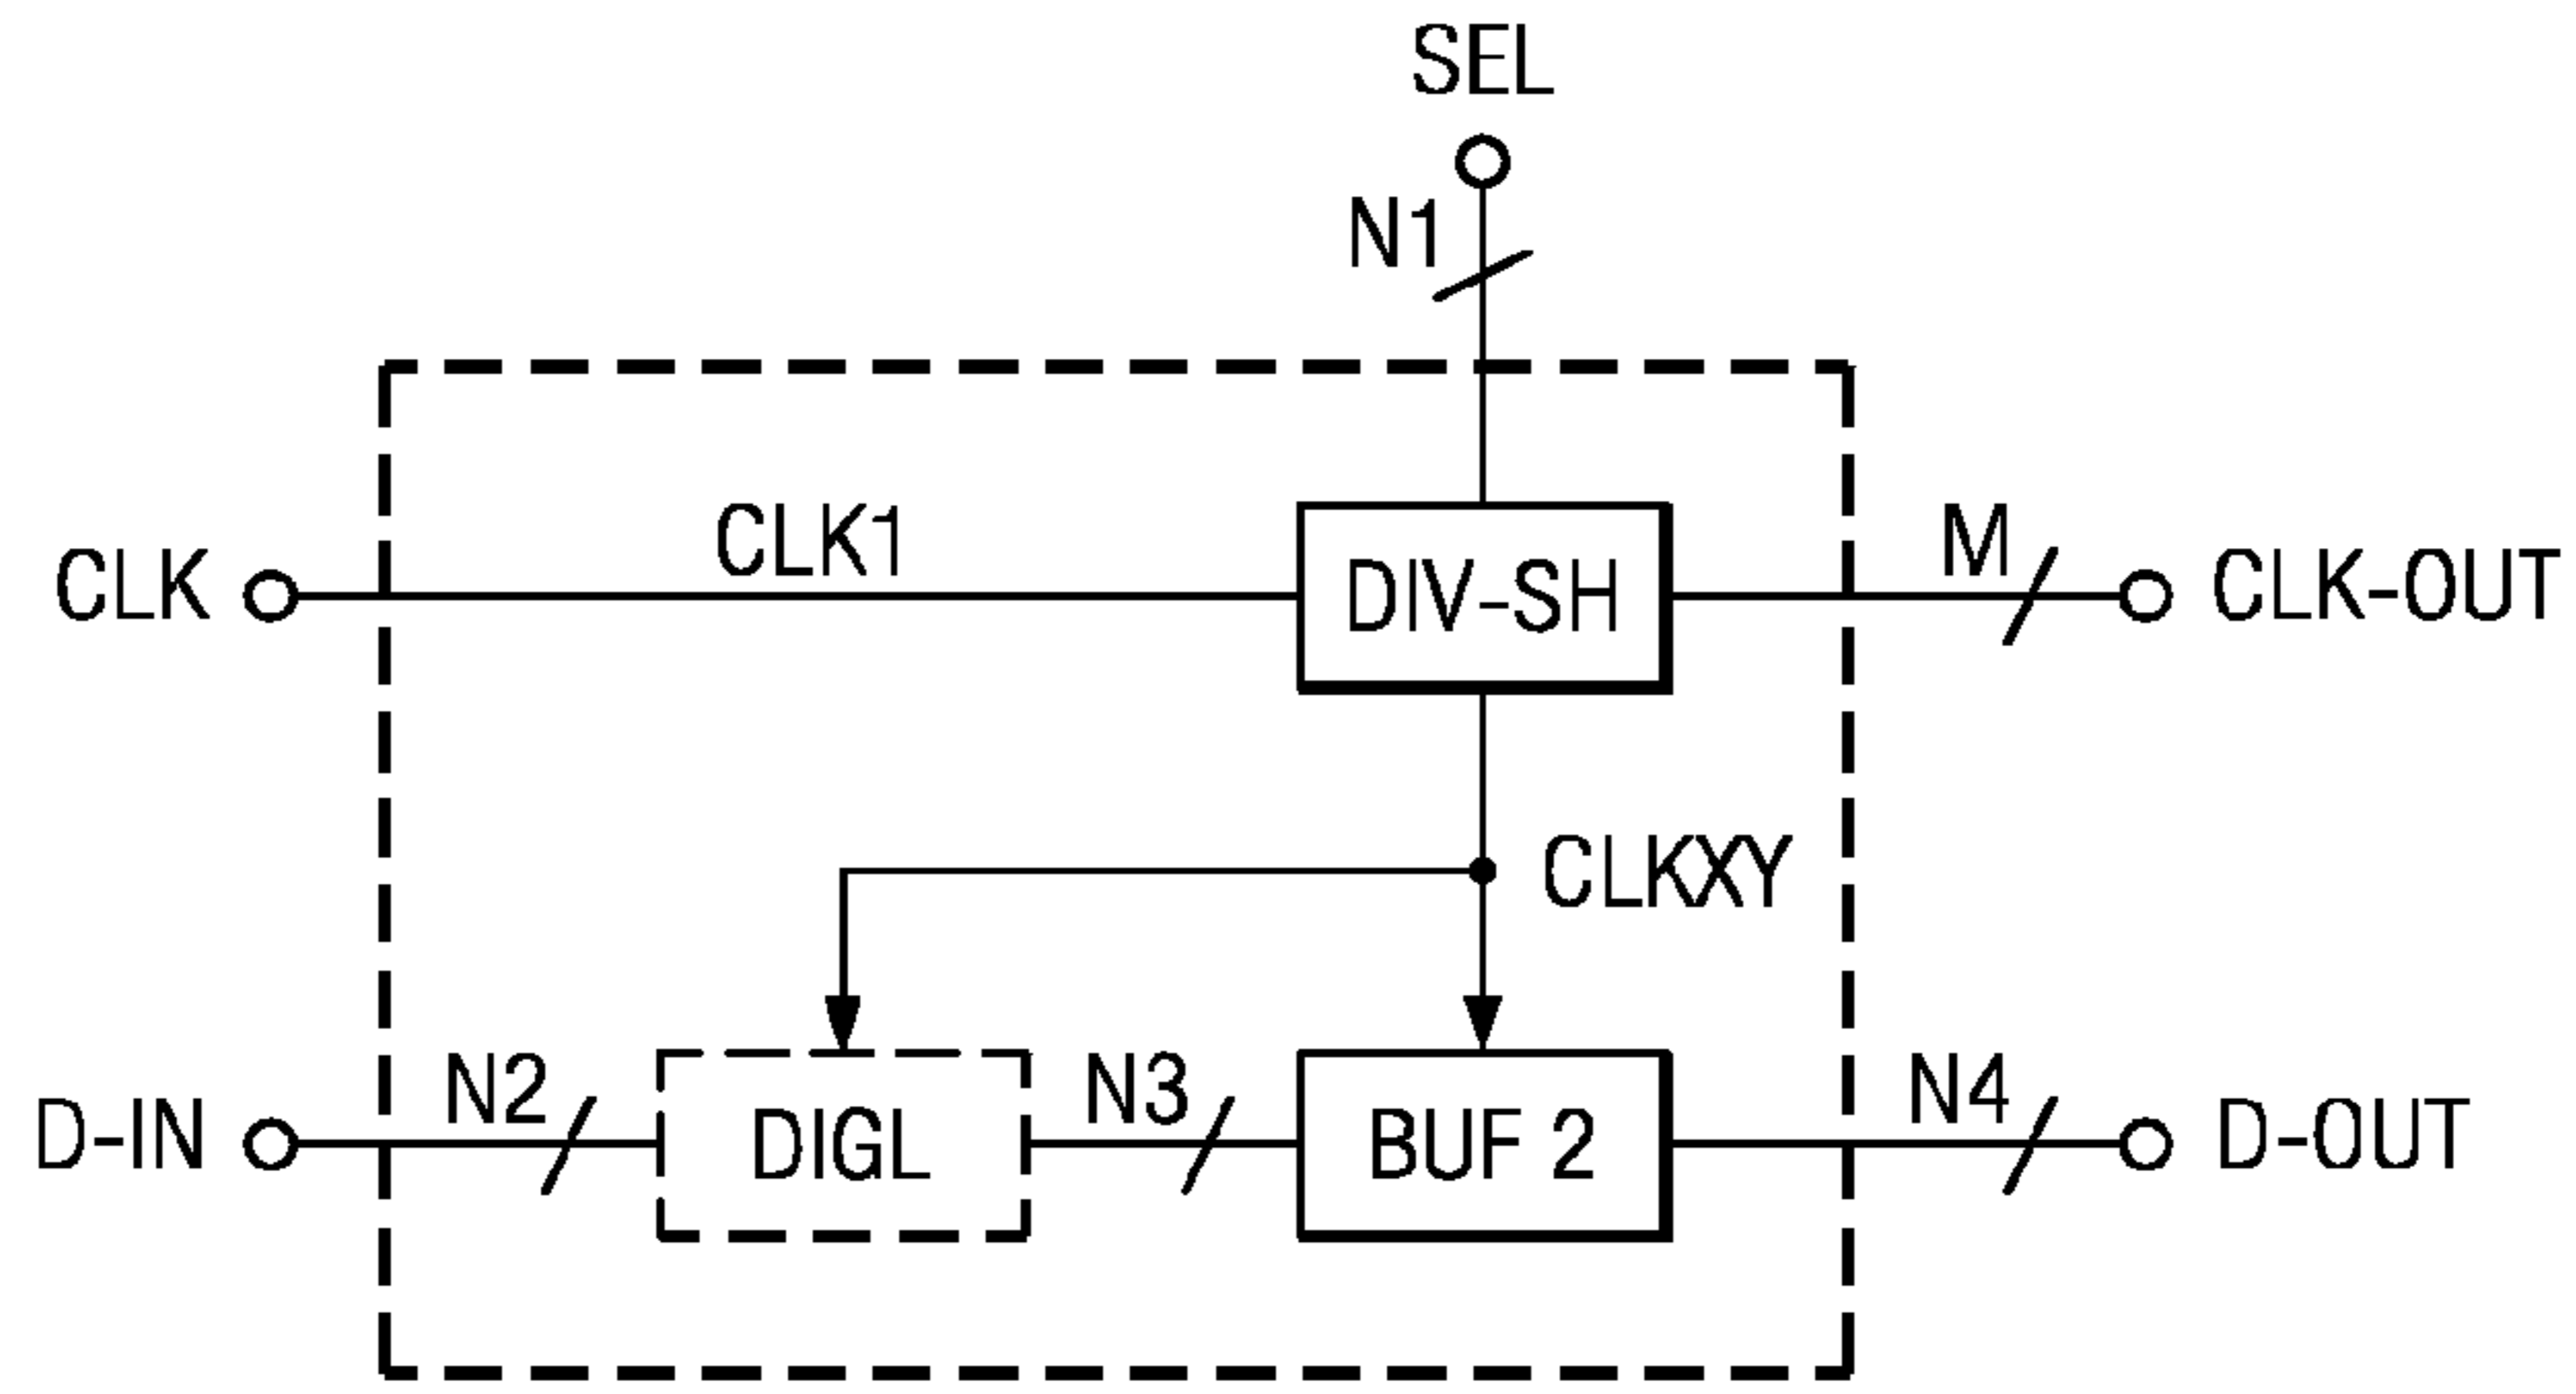 SEL
N1
CLK1
M
CLK
DIV-SH
CLK-OUT
CLKXY
N2
N3
N4
D-IN
DIGL
BUF 2
D-OUT